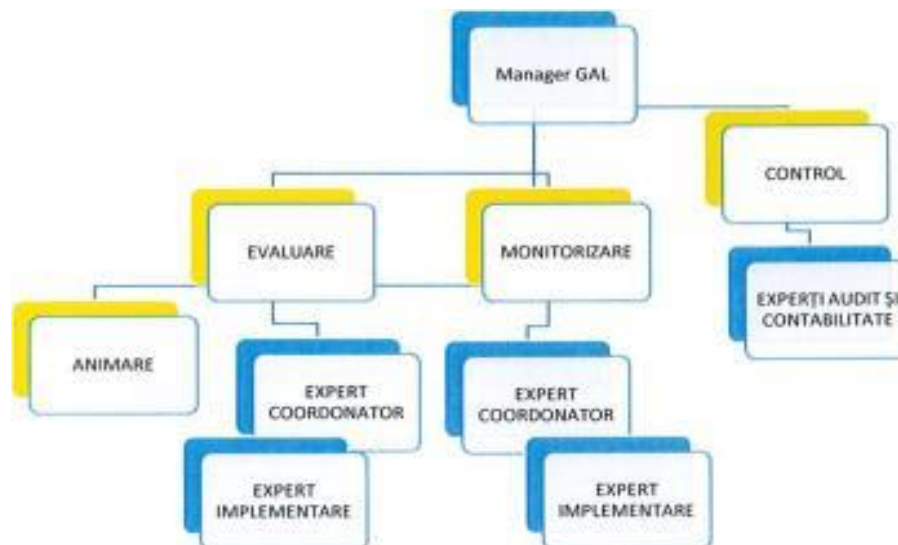 Manager GAL
CONTROL
EVALUARE
MONITORIZARE
EXPERȚI AUDIT ȘI
CONTABILITATE
ANIMARE
EXPERT
COORDONATOR
EXPERT
COORDONATOR
EXPERT
IMPLEMENTARE
EXPERT
IMPLEMENTARE